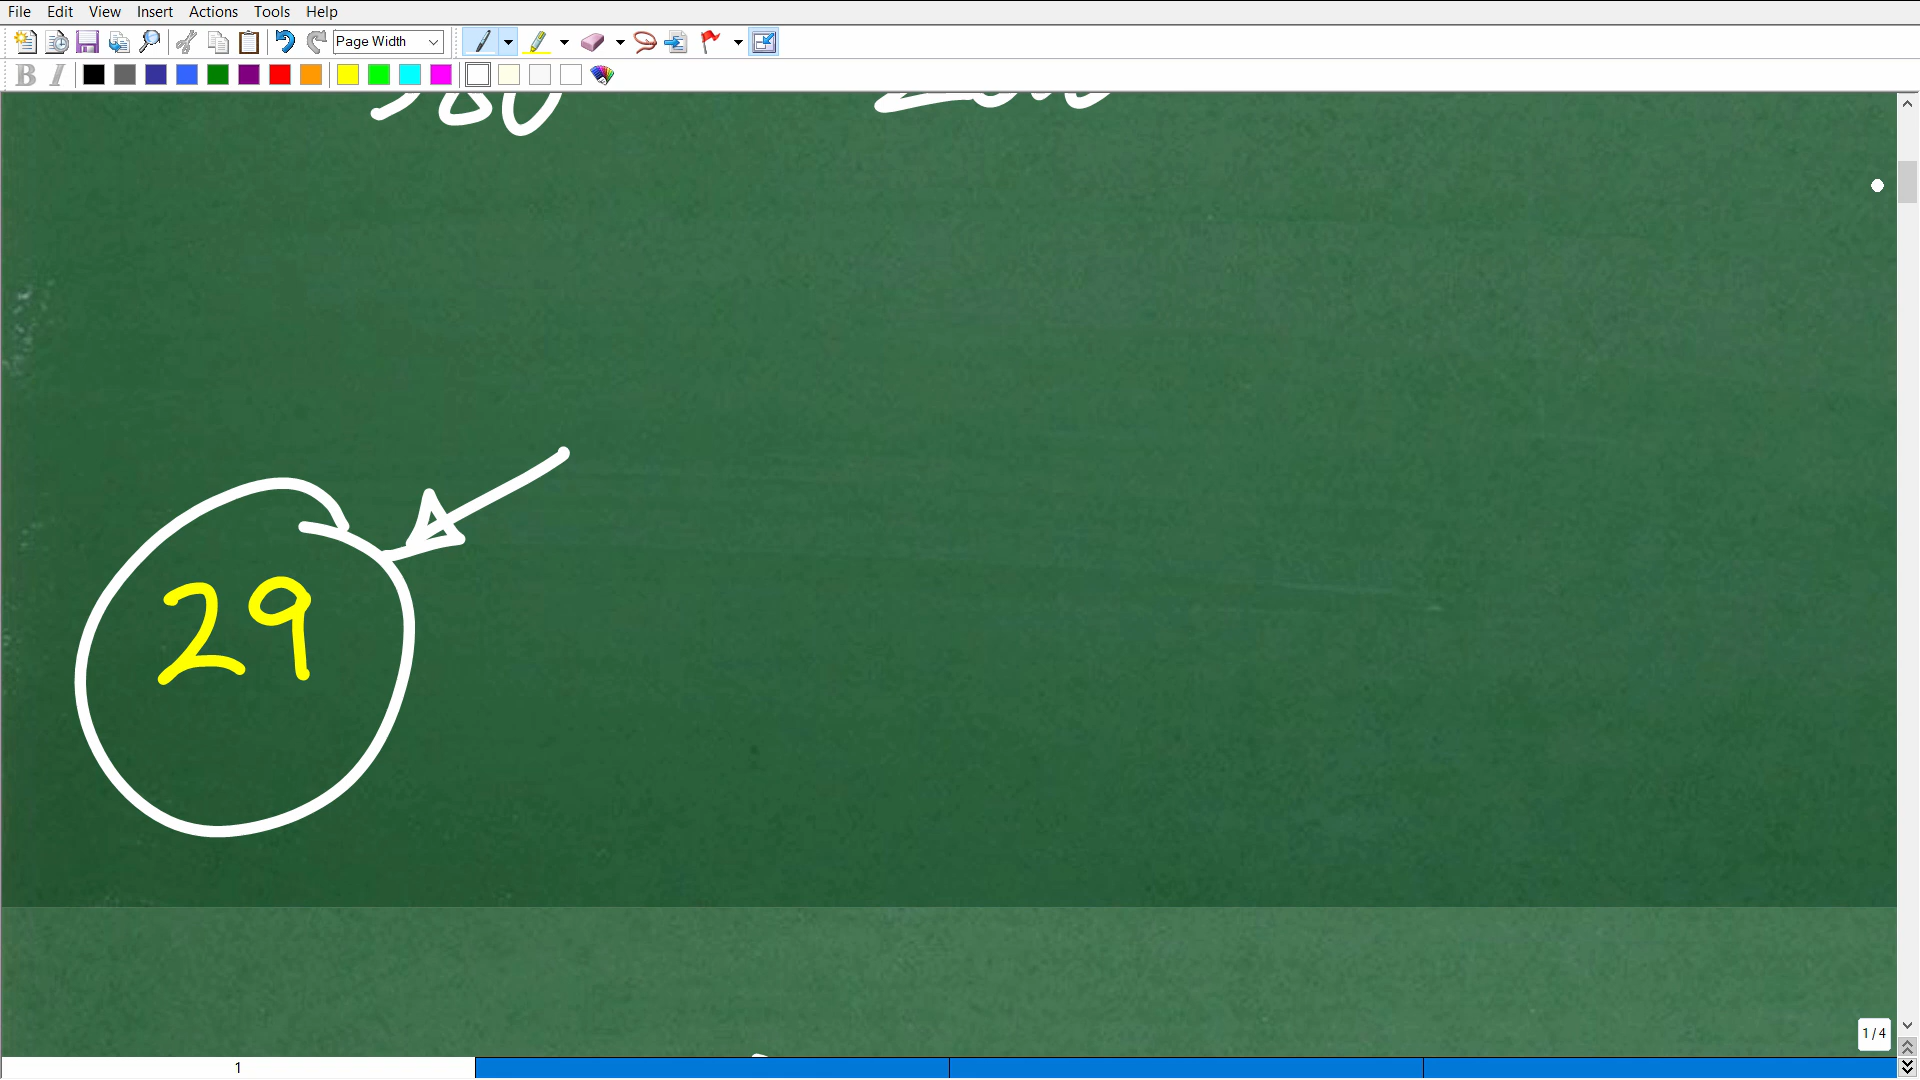 File Edit View Insert Actions Tools Help
Page Width
B I
29
1 / 4
1